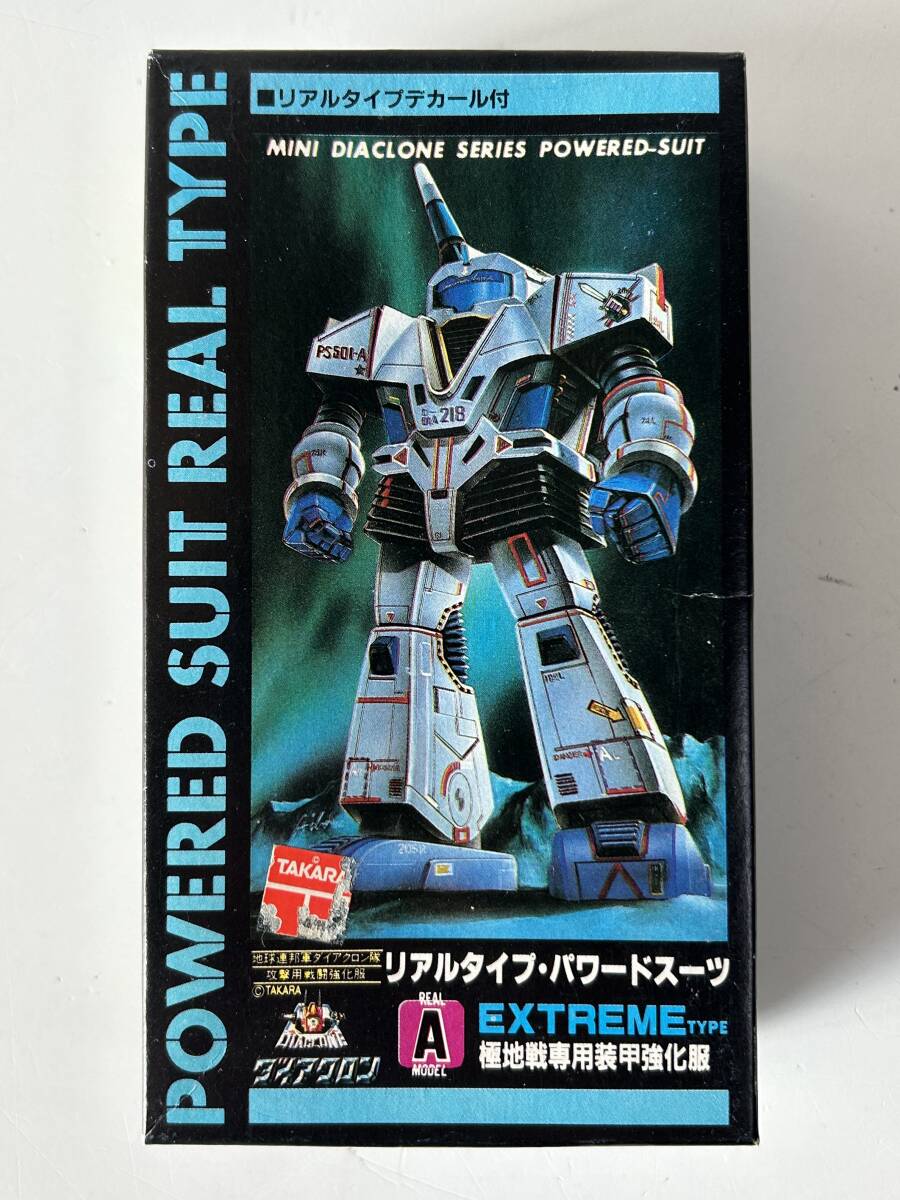 POWERED SUIT REAL TYPE
■リアルタイプデカール付
MINI DIACLONE SERIES POWERED-SUIT
PS501-A
218
AL
2105R
TAKARA
地球連邦軍ダイアクロン隊
攻撃用戦闘強化服
©TAKARA
DIACLONE
ダイアクロン
リアルタイプ・パワードスーツ
REAL
A
MODEL
EXTREME TYPE
極地戦専用装甲強化服